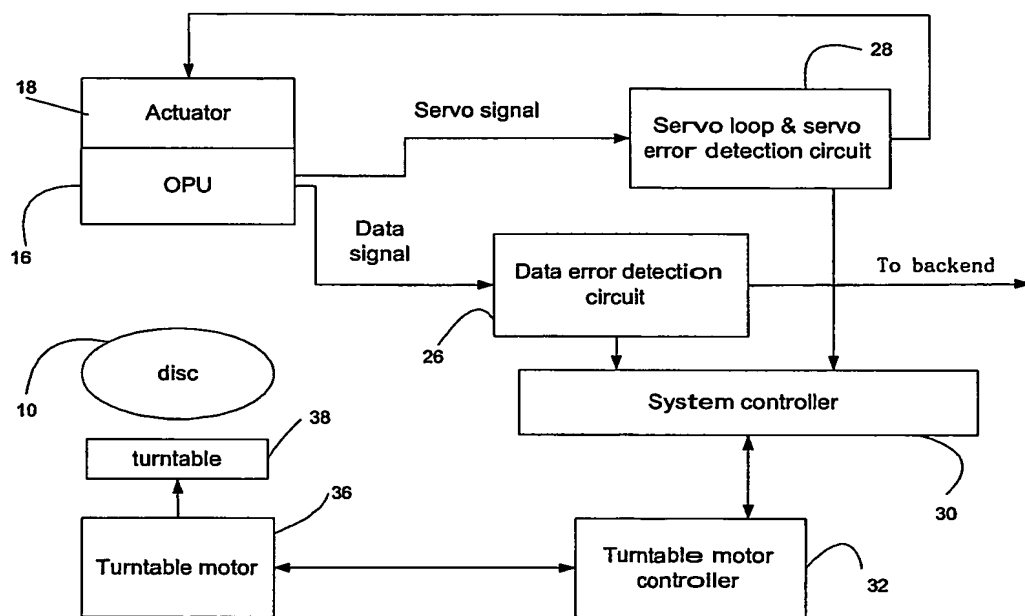 28
18
Actuator
Servo signal
Servo loop & servo
error detection circuit
OPU
16
Data
signal
Data error detection
circuit
To backend
26
disc
10
System controller
38
turntable
36
30
Turntable motor
Turntable motor
controller
32